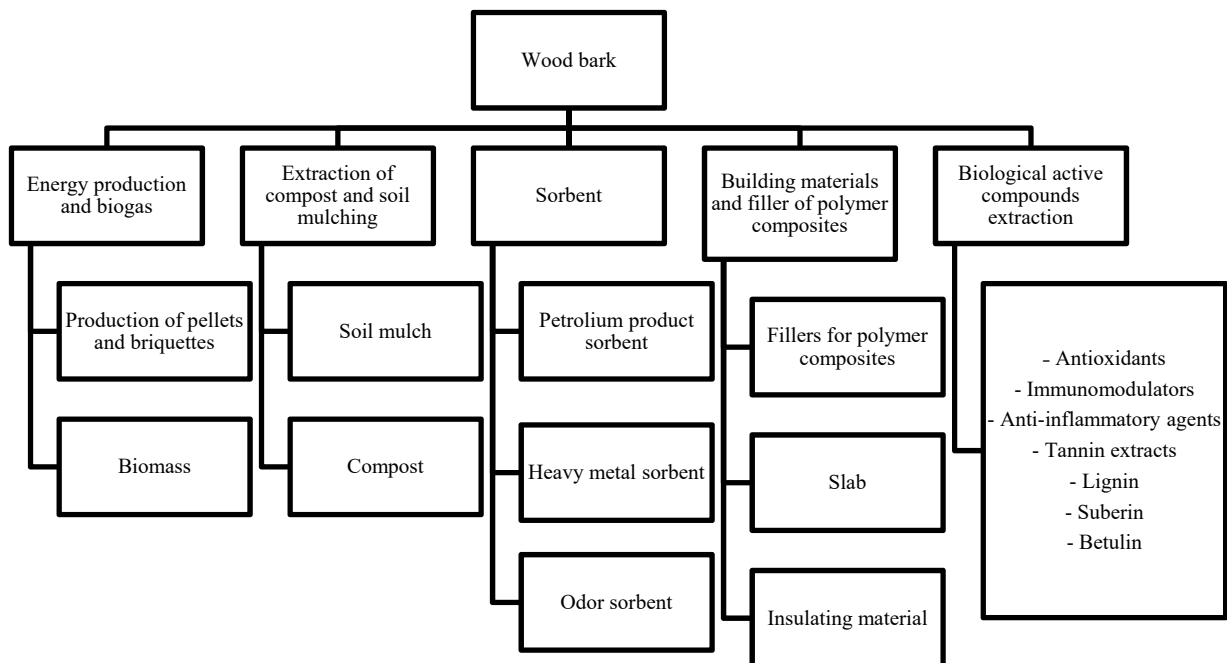 Wood bark
Energy production
and biogas
Extraction of
compost and soil
mulching
Sorbent
Building materials
and filler of polymer
composites
Biological active
compounds
extraction
Production of pellets
and briquettes
Biomass
Soil mulch
Compost
Petrolium product
sorbent
Heavy metal sorbent
Odor sorbent
Fillers for polymer
composites
Slab
Insulating material
- Antioxidants
- Immunomodulators
- Anti-inflammatory agents
- Tannin extracts
- Lignin
- Suberin
- Betulin